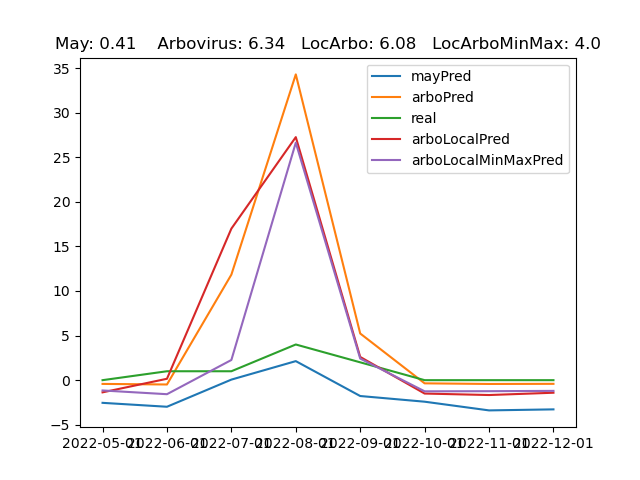 May: 0.41 Arbovirus: 6.34 LocArbo: 6.08 LocArboMinMax: 4.0
35
30
25
20
15
10
5
0
−5
mayPred
arboPred
real
arboLocalPred
arboLocalMinMaxPred
2022-05-01 2022-06-01 2022-07-01 2022-08-01 2022-09-01 2022-10-01 2022-11-01 2022-12-01